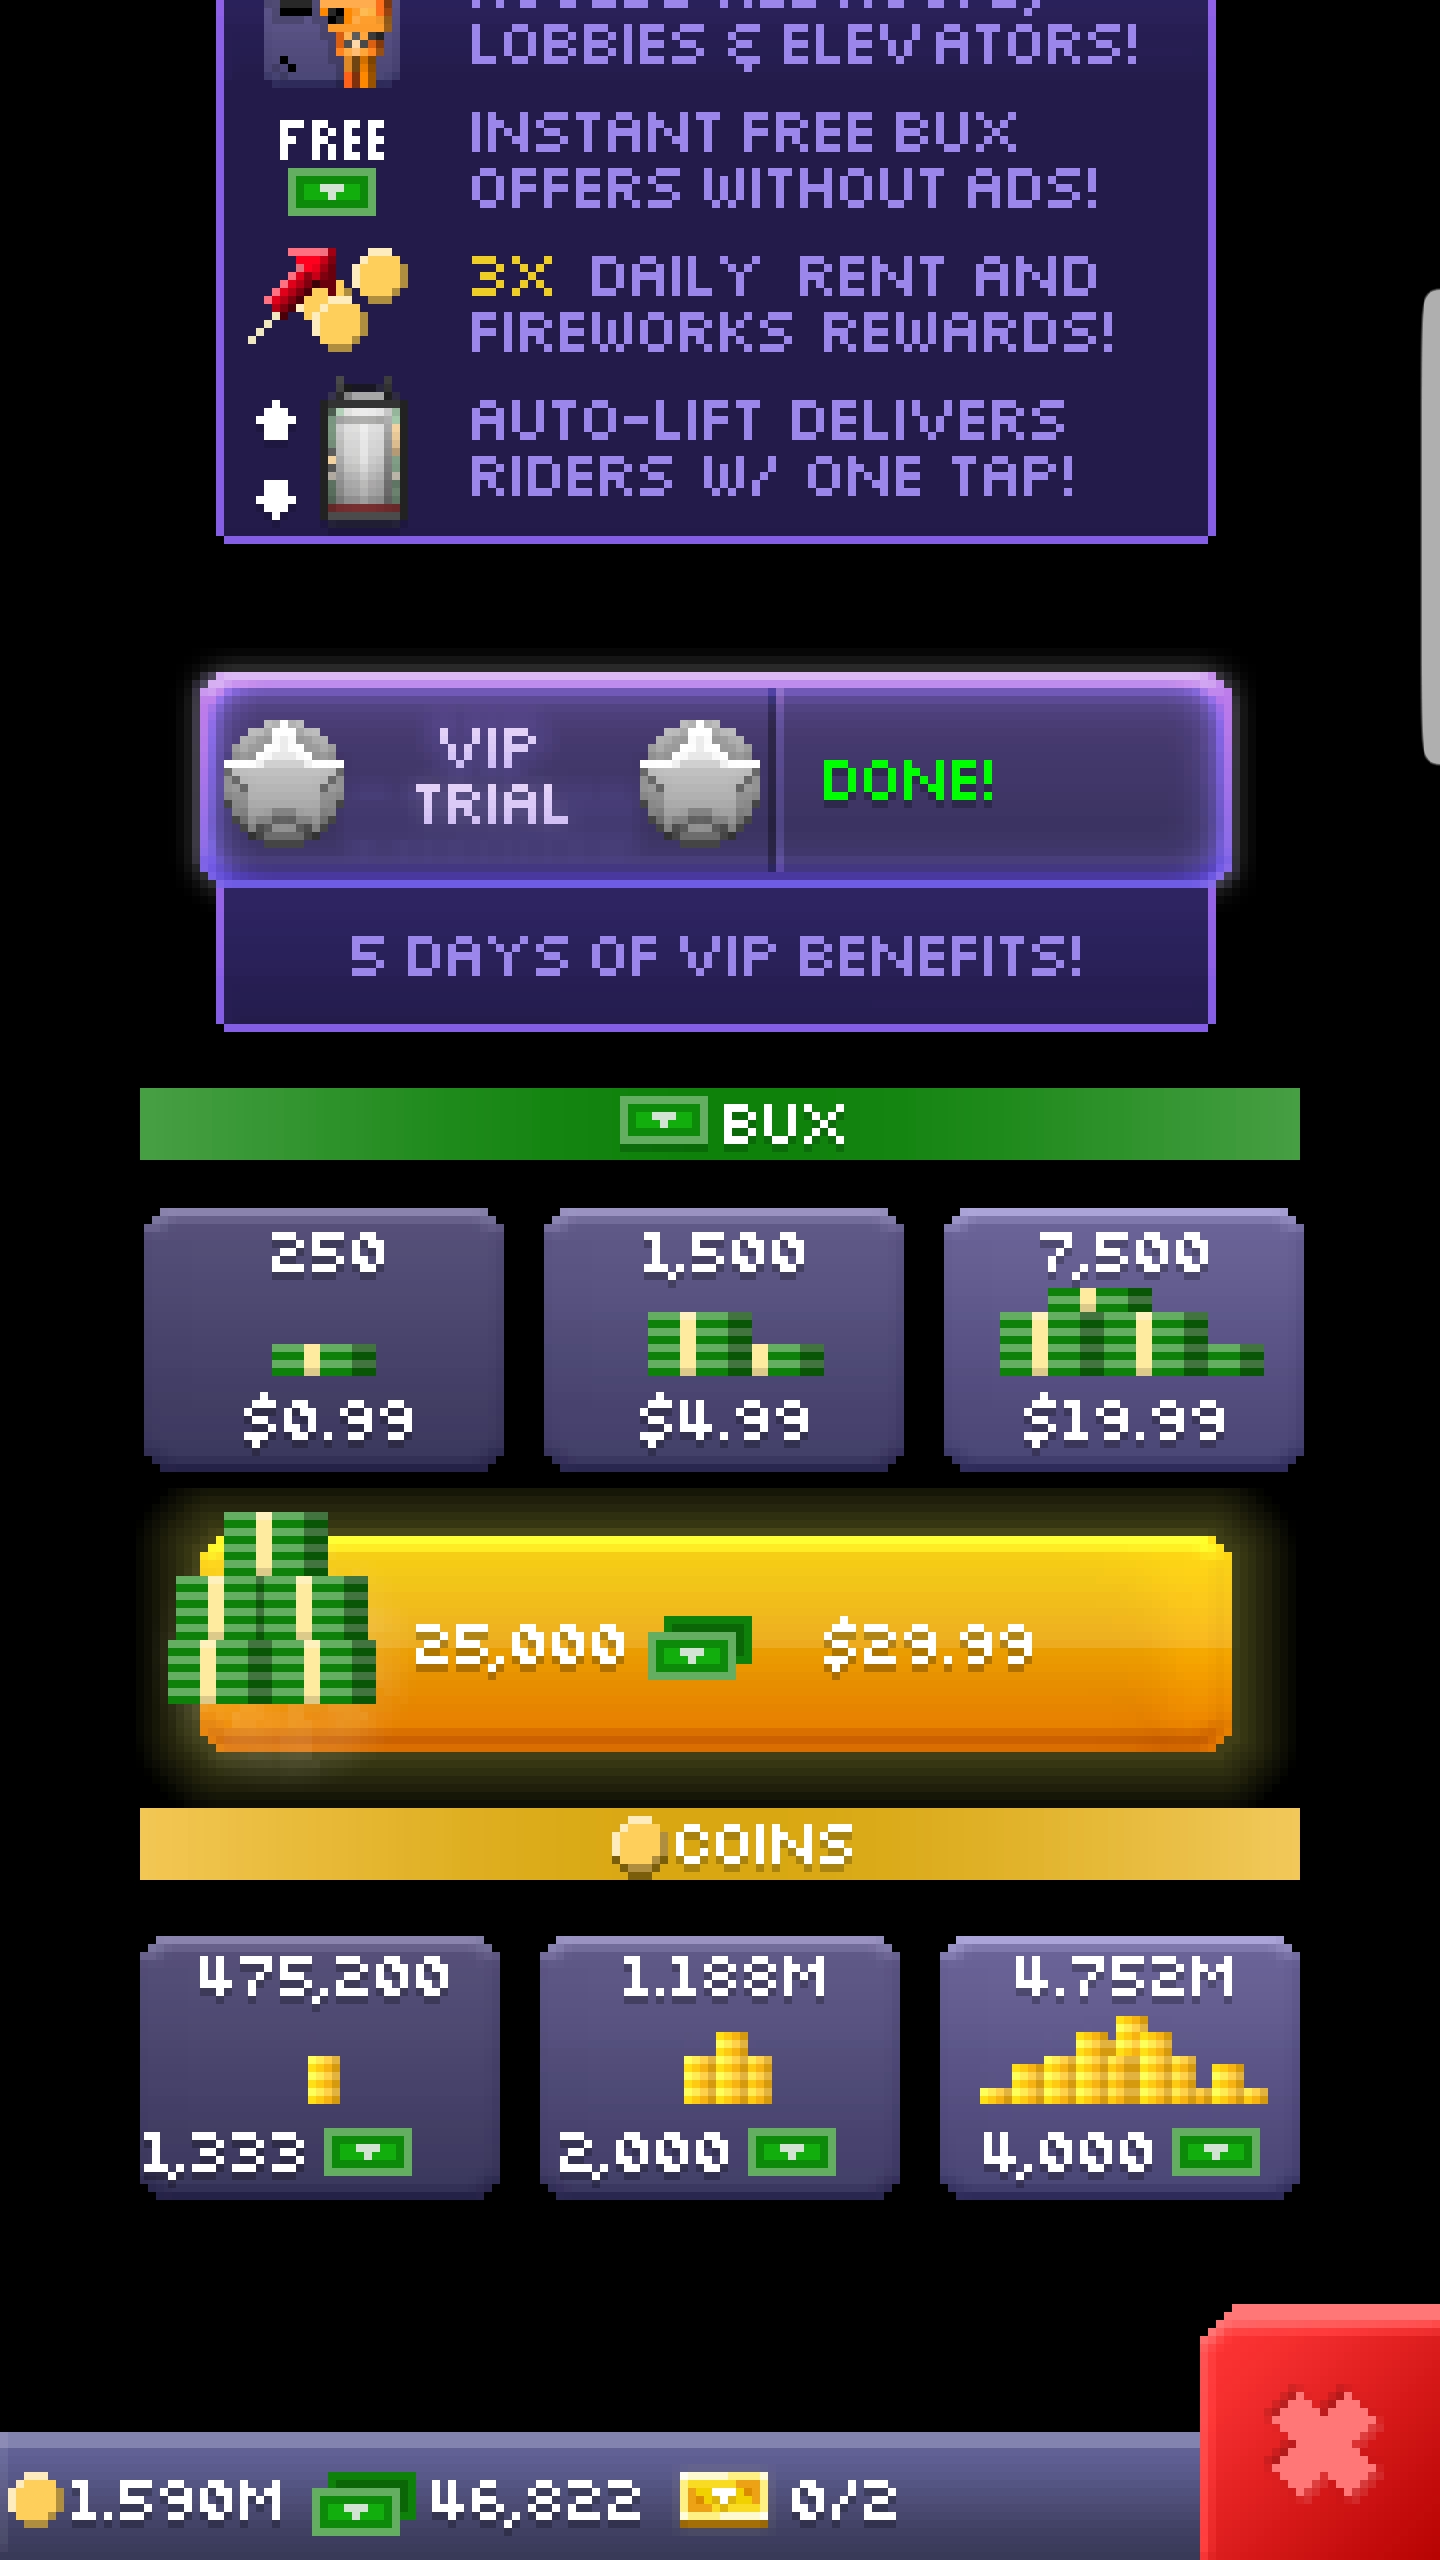 LOBBIES & ELEVATORS!
FREE
INSTANT FREE BUX
OFFERS WITHOUT ADS!
3X DAILY RENT AND
FIREWORKS REWARDS!
AUTO-LIFT DELIVERS
RIDERS W/ ONE TAP!
VIP
TRIAL
DONE!
5 DAYS OF VIP BENEFITS!
BUX
250
1,500
7,500
$0.99
$4.99
$19.99
25,000
$29.99
COINS
475,200
1.188M
4.752M
1,333
2,000
4,000
1.590M
46,822
0/2